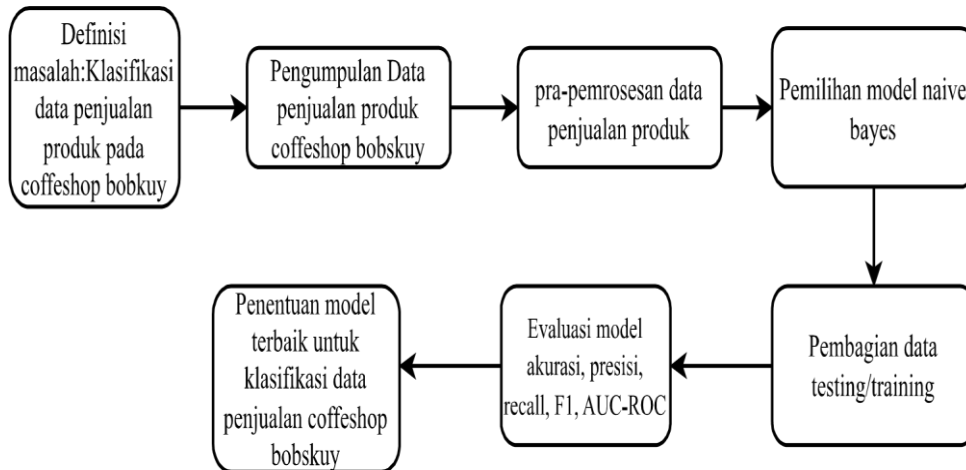 Definisi
masalah:Klasifikasi
data penjualan
produk pada
coffeshop bobkuy
Pengumpulan Data
penjualan produk
coffeshop bobskuy
pra-pemrosesan data
penjualan produk
Pemilihan model naive
bayes
Pembagian data
testing/training
Evaluasi model
akurasi, presisi,
recall, F1, AUC-ROC
Penentuan model
terbaik untuk
klasifikasi data
penjualan coffeshop
bobskuy